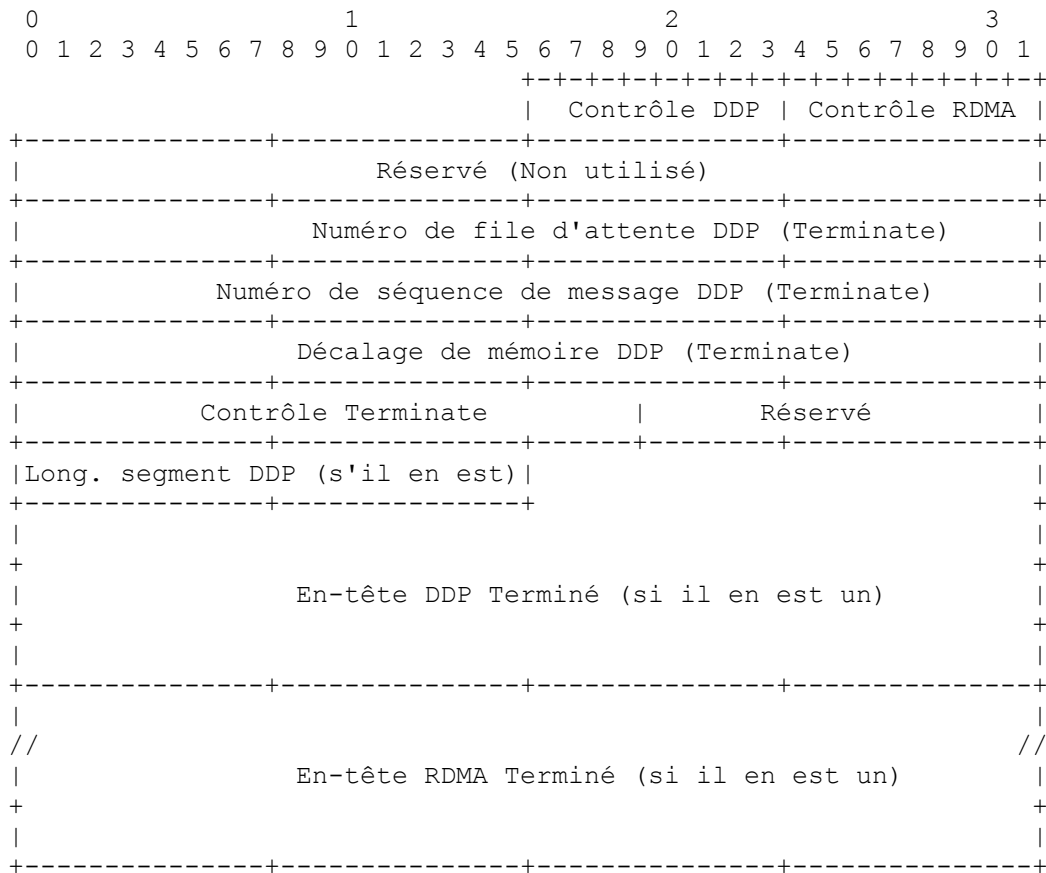 0 1 2 3
0 1 2 3 4 5 6 7 8 9 0 1 2 3 4 5 6 7 8 9 0 1 2 3 4 5 6 7 8 9 0 1
+-+-+-+-+-+-+-+-+-+-+-+-+-+-+-+-+
| Contrôle DDP | Contrôle RDMA |
+---------------+---------------+---------------+---------------+
| Réservé (Non utilisé) |
+---------------+---------------+---------------+---------------+
| Numéro de file d'attente DDP (Terminate) |
+---------------+---------------+---------------+---------------+
| Numéro de séquence de message DDP (Terminate) |
+---------------+---------------+---------------+---------------+
| Décalage de mémoire DDP (Terminate) |
+---------------+---------------+---------------+---------------+
| Contrôle Terminate | Réservé |
+---------------+---------------+------+--------+---------------+
|Long. segment DDP (s'il en est)| |
+---------------+---------------+ +
| |
+ +
| En-tête DDP Terminé (si il en est un) |
+ +
| |
+---------------+---------------+---------------+---------------+
| |
// //
| En-tête RDMA Terminé (si il en est un) |
+ +
| |
+---------------+---------------+---------------+---------------+